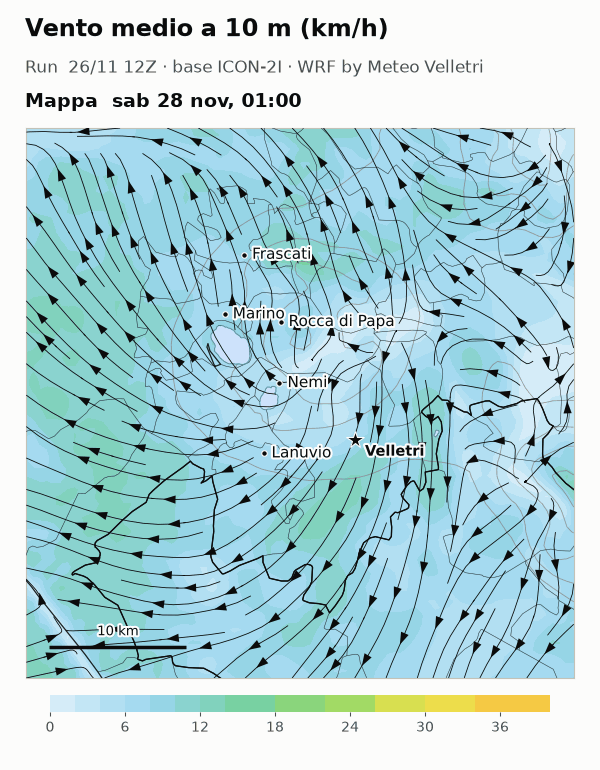 Vento medio a 10 m (km/h)
Run  26/11 12Z · base ICON-2I · WRF by Meteo Velletri
Mappa  sab 28 nov, 01:00
Frascati
Marino
Rocca di Papa
Nemi
Velletri
Lanuvio
10 km
0 6 12 18 24 30 36